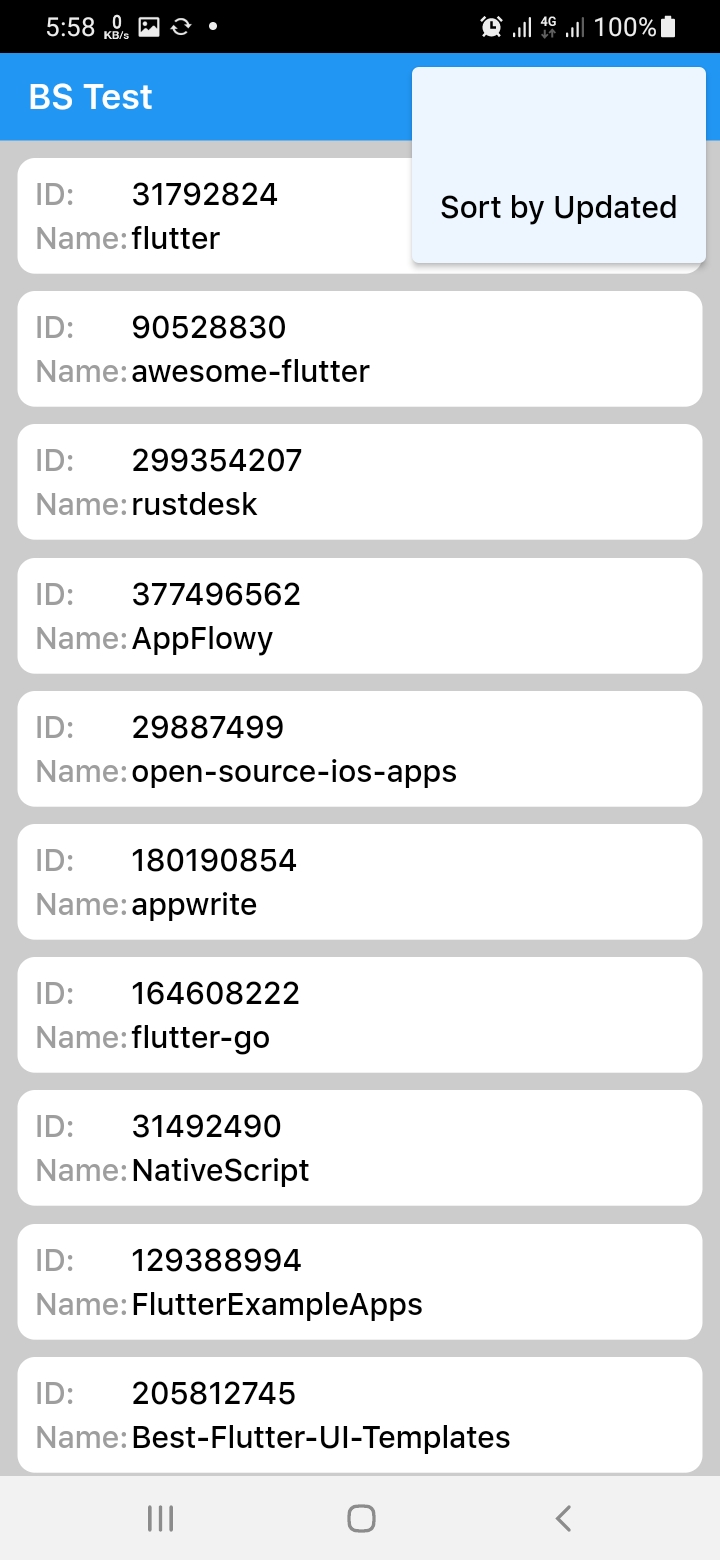 5:58 0 KB/s 4G 100%
BS Test
Sort by Updated
ID: 31792824
Name: flutter
ID: 90528830
Name: awesome-flutter
ID: 299354207
Name: rustdesk
ID: 377496562
Name: AppFlowy
ID: 29887499
Name: open-source-ios-apps
ID: 180190854
Name: appwrite
ID: 164608222
Name: flutter-go
ID: 31492490
Name: NativeScript
ID: 129388994
Name: FlutterExampleApps
ID: 205812745
Name: Best-Flutter-UI-Templates